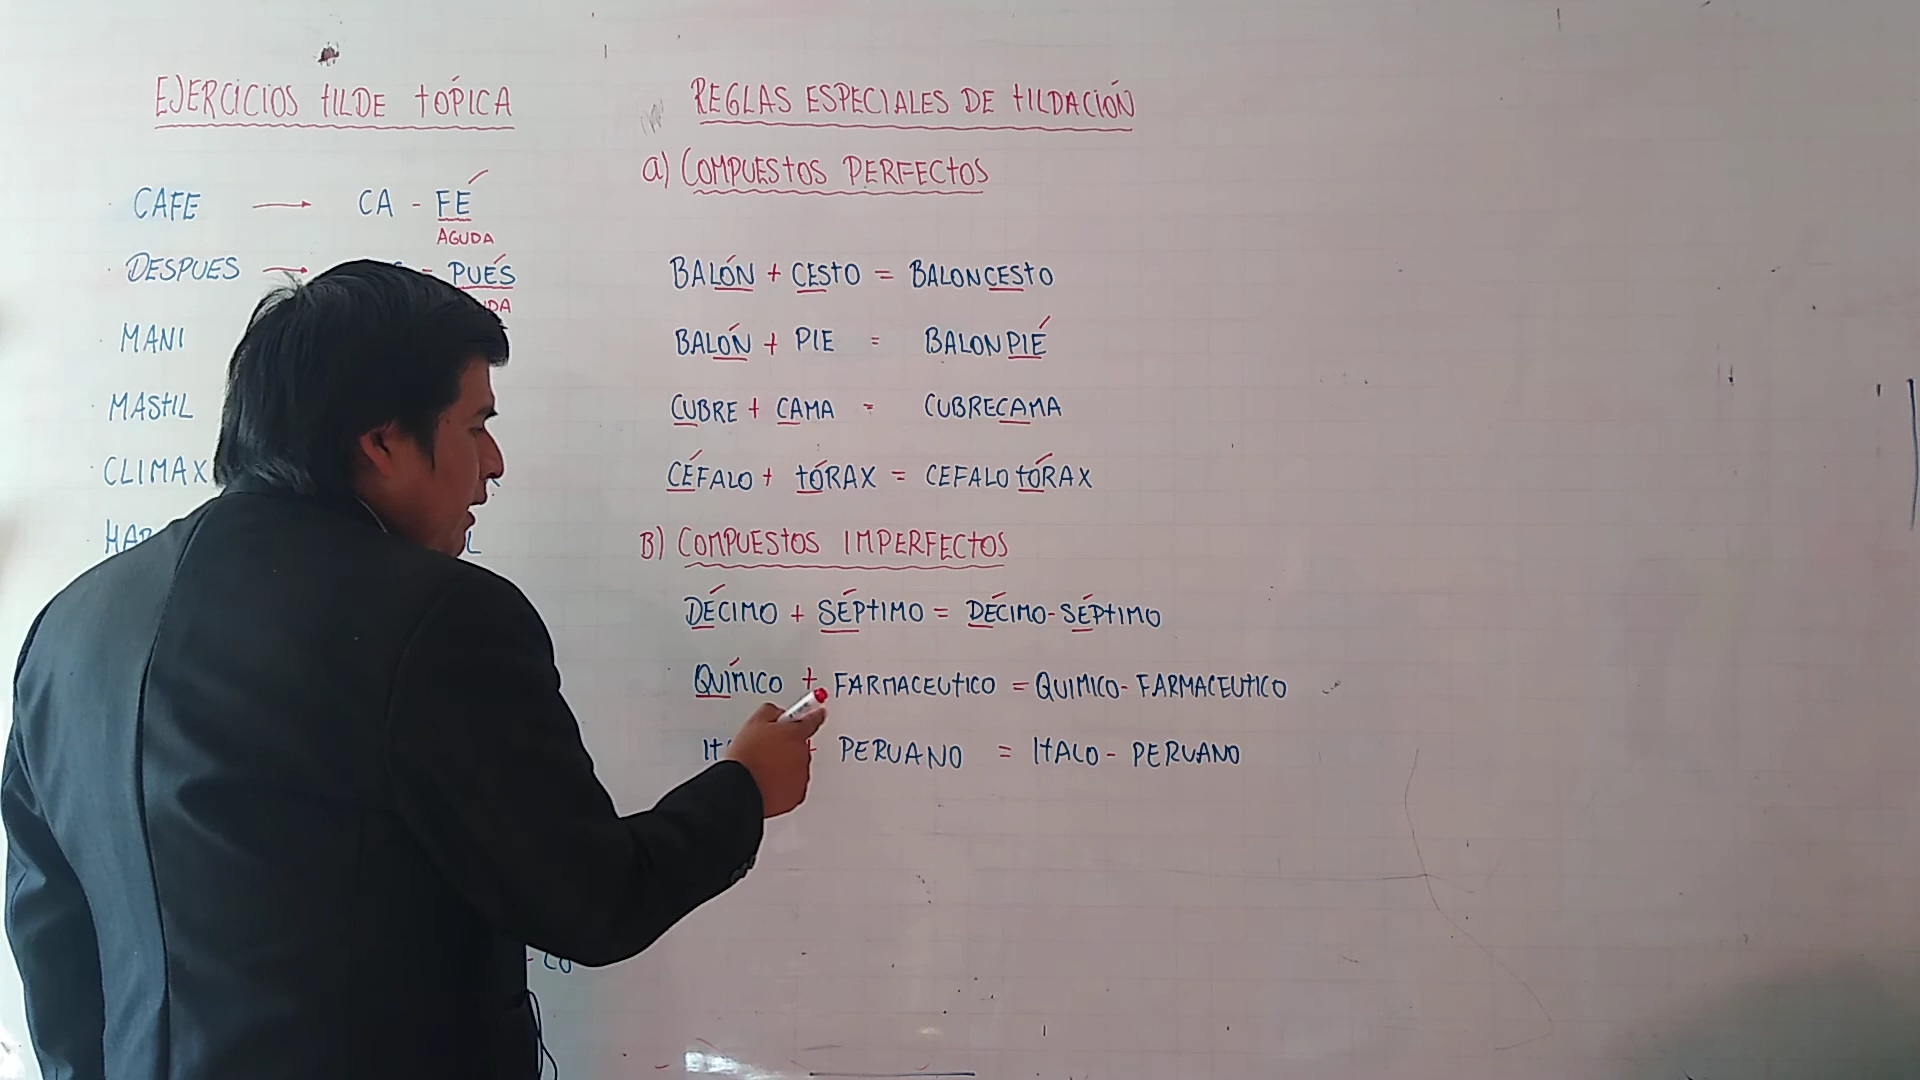 EJERCICIOS TILDE TÓPICA
CAFE → CA - FÉ
AGUDA
DESPUES → - PUÉS
MANI
MASTIL
CLIMAX
REGLAS ESPECIALES DE TILDACIÓN
a) COMPUESTOS PERFECTOS
BALÓN + CESTO = BALONCESTO
BALÓN + PIE = BALONPIÉ
CUBRE + CAMA = CUBRECAMA
CÉFALO + TÓRAX = CEFALOTÓRAX
B) COMPUESTOS IMPERFECTOS
DÉCIMO + SÉPTIMO = DÉCIMO-SÉPTIMO
QUÍMICO + FARMACEUTICO = QUIMICO-FARMACEUTICO
+ PERUANO = ITALO - PERUANO